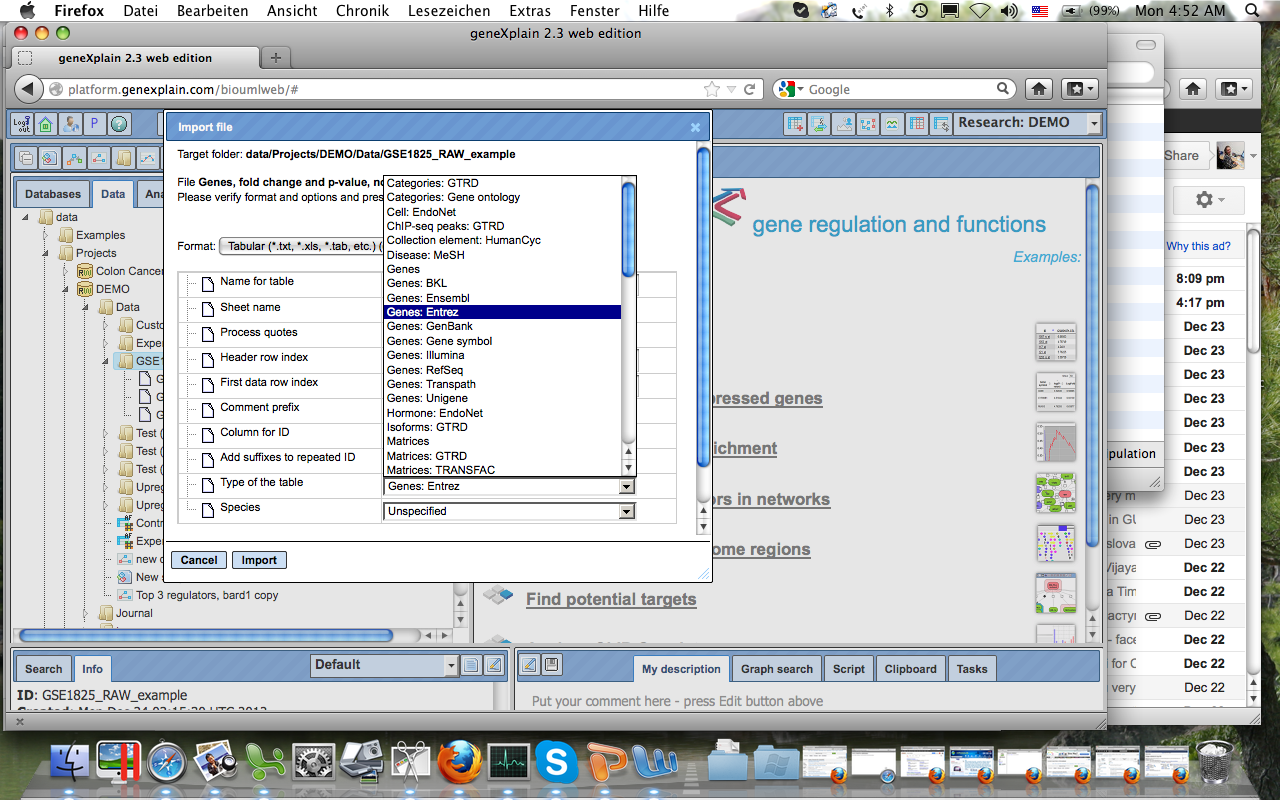 Firefox Datei Bearbeiten Ansicht Chronik Lesezeichen Extras Fenster Hilfe (99%) Mon 4:52 AM
geneXplain 2.3 web edition
geneXplain 2.3 web edition +
platform.genexplain.com/bioumlweb/# Google
Log out P ? Research: DEMO
Import file
Target folder: data/Projects/DEMO/Data/GSE1825_RAW_example
File Genes, fold change and p-value,
Please verify format and options and
Format: Tabular (*.txt, *.xls, *.tab, etc.) (
Name for table
Sheet name
Process quotes
Header row index
First data row index
Comment prefix
Column for ID
Add suffixes to repeated ID
Type of the table Genes: Entrez
Species Unspecified
Categories: GTRD
Categories: Gene ontology
Cell: EndoNet
ChIP-seq peaks: GTRD
Collection element: HumanCyc
Disease: MeSH
Genes
Genes: BKL
Genes: Ensembl
Genes: Entrez
Genes: GenBank
Genes: Gene symbol
Genes: Illumina
Genes: RefSeq
Genes: Transpath
Genes: Unigene
Hormone: EndoNet
Isoforms: GTRD
Matrices
Matrices: GTRD
Matrices: TRANSFAC
Cancel Import
Databases Data
data
Examples
Projects
Colon Cancer
DEMO
Data
GSE1
Test (
Test (
Test (
Upreg
Upreg
Contr
Expe
new
New
Top 3 regulators, bard1 copy
Journal
gene regulation and functions
Examples:
pressed genes
ichment
ors in networks
ome regions
Find potential targets
Search Info Default
ID: GSE1825_RAW_example
My description Graph search Script Clipboard Tasks
Put your comment here - press Edit button above
Share
Why this ad?
8:09 pm
4:17 pm
Dec 23
Dec 23
Dec 23
Dec 23
Dec 23
Dec 23
pulation
Dec 23
ry m Dec 23
in GU Dec 23
slova Dec 23
Vijaya Dec 22
a Tim Dec 22
аступ Dec 22
- face Dec 22
for C Dec 22
very Dec 22